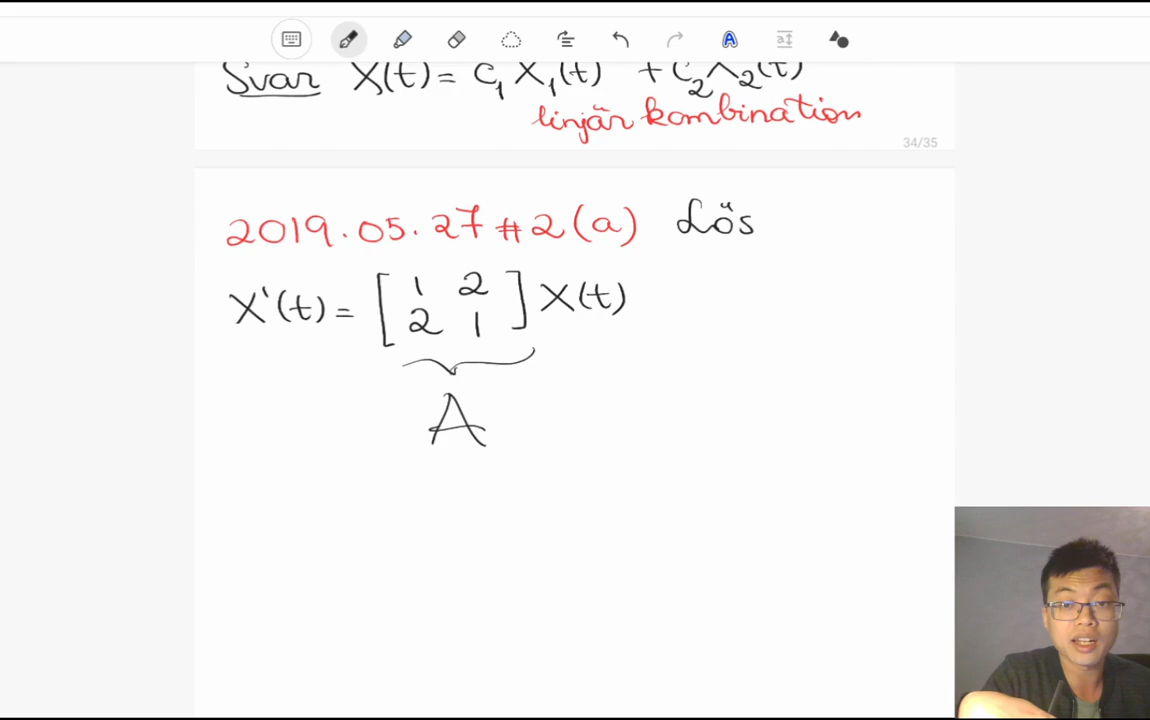 Svar X(t) = C₁X₁(t) + C₂X₂(t)
linjär kombination
34/35
2019.05.27 #2(a) Lös
X'(t) = [1 2
2 1] X(t)
A